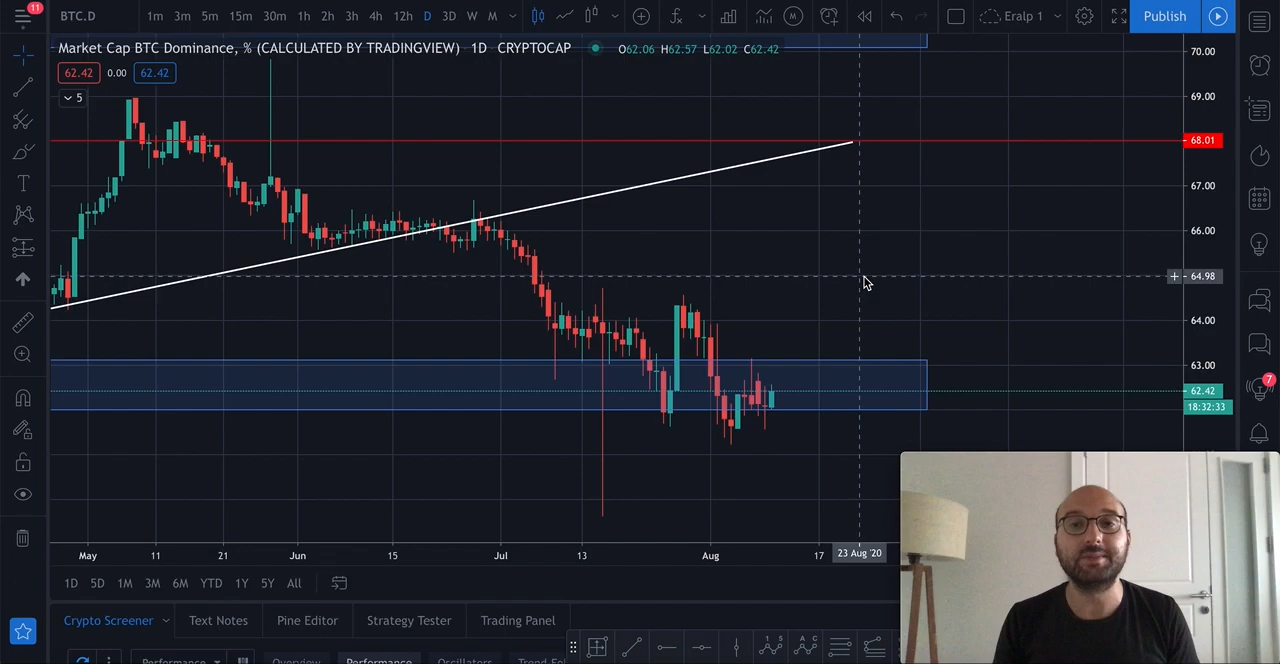 11
BTC.D
1m 3m 5m 15m 30m 1h 2h 3h 4h 12h D 3D W M
Eralp 1
Publish
Market Cap BTC Dominance, % (CALCULATED BY TRADINGVIEW) · 1D · CRYPTOCAP
O62.06 H62.57 L62.02 C62.42
62.42 0.00 62.42
5
70.00
69.00
68.01
67.00
66.00
+ 64.98
64.00
63.00
62.42
18:32:33
7
May 11 21 Jun 15 Jul 13 Aug 17 23 Aug '20
1D 5D 1M 3M 6M YTD 1Y 5Y All
Crypto Screener Text Notes Pine Editor Strategy Tester Trading Panel
Performance Overview Performance Oscillators